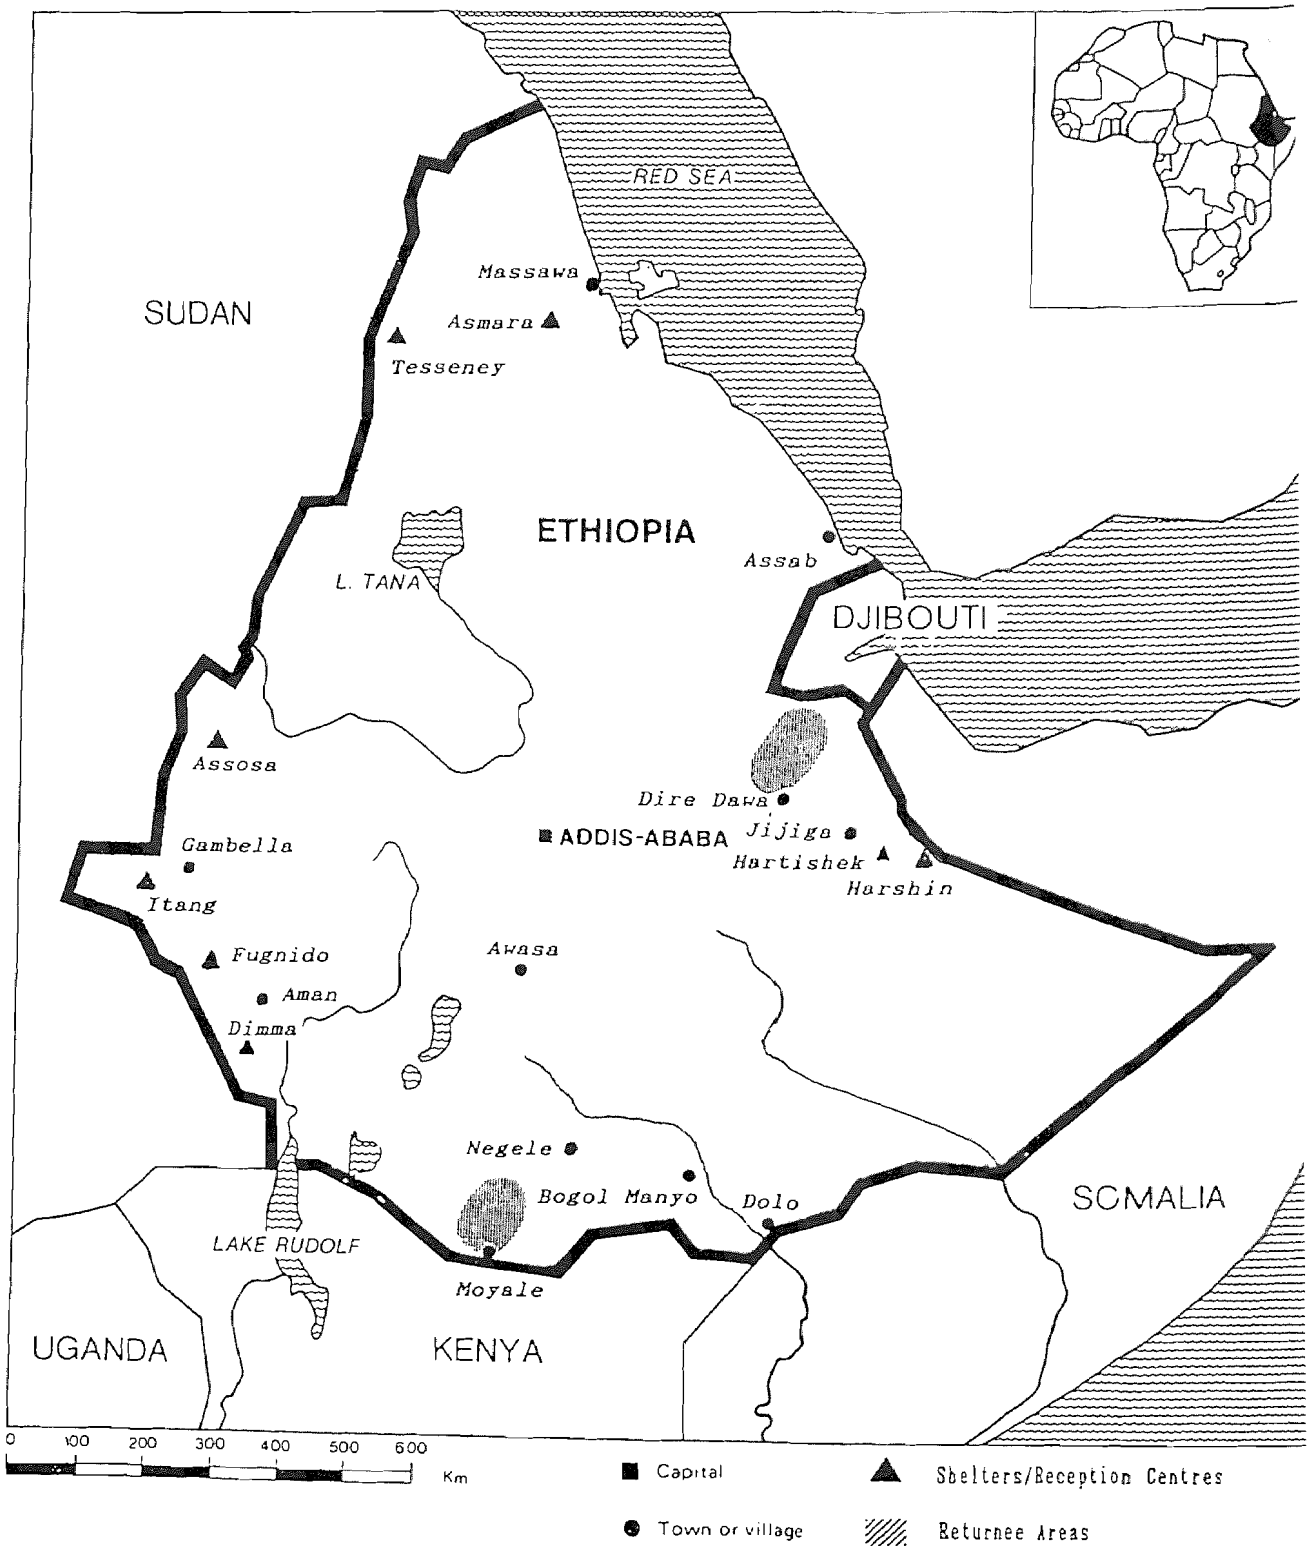 RED SEA
Massawa
SUDAN
Asmara
Tesseney
ETHIOPIA
Assab
L. TANA
DJIBOUTI
Assosa
Dire Dawa
ADDIS-ABABA
Jijiga
Gambella
Hartishek
Harshin
Itang
Fugnido
Awasa
Aman
Dimma
Negele
Bogol Manyo
Dolo
SOMALIA
LAKE RUDOLF
Moyale
UGANDA
KENYA
0 100 200 300 400 500 600
Km
Capital
Shelters/Reception Centres
Town or village
Returnee Areas